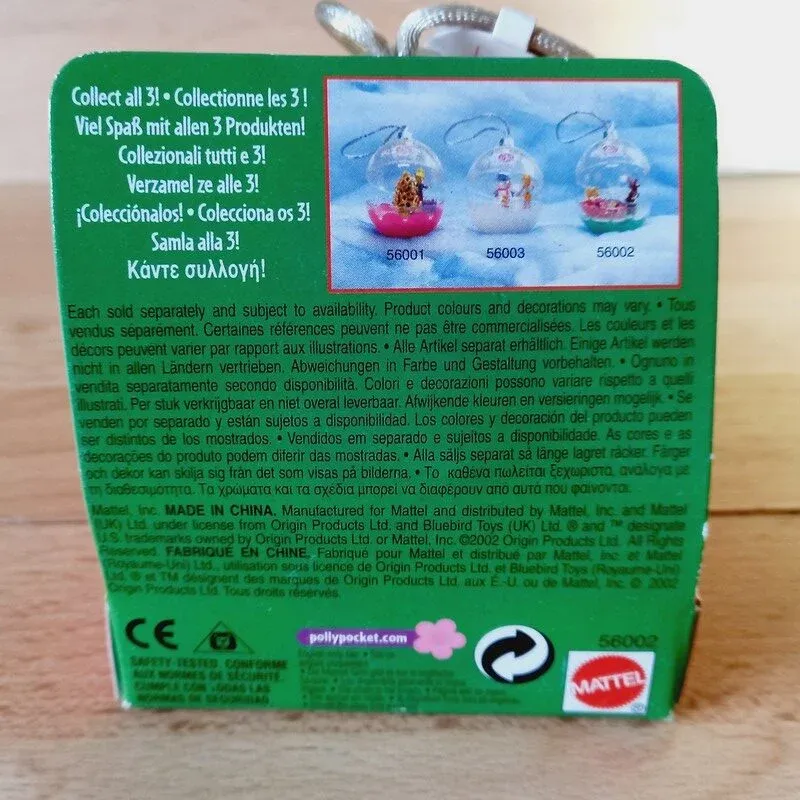 Collect all 3! • Collectionne les 3 !
Viel Spaß mit allen 3 Produkten!
Collezionali tutti e 3!
Verzamel ze alle 3!
¡Colecciónalos! • Colecciona os 3!
Samla alla 3!
Κάντε συλλογή!
56001
56003
56002
Each sold separately and subject to availability. Product colours and decorations may vary. • Tous
vendus séparement. Certaines références peuvent ne pas être commercialisées. Les couleurs et les
décors peuvent varier par rapport aux illustrations. • Alle Artikel separat erhältlich. Einige Artikel werden
nicht in allen Ländern vertrieben. Abweichungen in Farbe und Gestaltung vorbehalten. • Ognuno in
vendita separatamente secondo disponibilità. Colori e decorazioni possono variare rispetto a quelli
illustrati. Per stuk verkrijgbaar en niet overal leverbaar. Afwijkende kleuren en versieringen mogelijk. • Se
venden por separado y están sujetos a disponibilidad. Los colores y decoración del producto pueden
ser distintos de los mostrados. • Vendidos em separado e sujeitos a disponibilidade. As cores e as
decorações do produto podem diferir das mostradas. • Alla säljs separat så länge lagret räcker. Färger
och dekor kan skilja sig från det som visas på bilderna. • Το καθένα πωλείται ξεχωριστα, ανάλογα με
τη διαθεσιμότητα. Τα χρώματα και τα σχέδια μπορεί να διαφέρουν από αυτά που φαίνονται.
Mattel, Inc. MADE IN CHINA. Manufactured for Mattel and distributed by Mattel, Inc. and Mattel
(UK) Ltd. under license from Origin Products Ltd. and Bluebird Toys (UK) Ltd. ® and ™ designate
U.S. trademarks owned by Origin Products Ltd. or Mattel, Inc. ©2002 Origin Products Ltd. All Rights
Reserved. FABRIQUÉ EN CHINE. Fabriqué pour Mattel et distribué par Mattel, Inc. et Mattel
(Royaume-Uni) Ltd., utilisation sous licence de Origin Products Ltd. et Bluebird Toys (Royaume-Uni)
Ltd. ® et TM désignent des marques de Origin Products Ltd. aux É.-U. ou de Mattel, Inc. © 2002
Origin Products Ltd. Tous droits réservés.
CE
pollypocket.com
56002
SAFETY TESTED. CONFORME
AUX NORMES DE SÉCURITÉ.
CUMPLE CON TODAS LAS
NORMAS DE SEGURIDAD
MATTEL
®